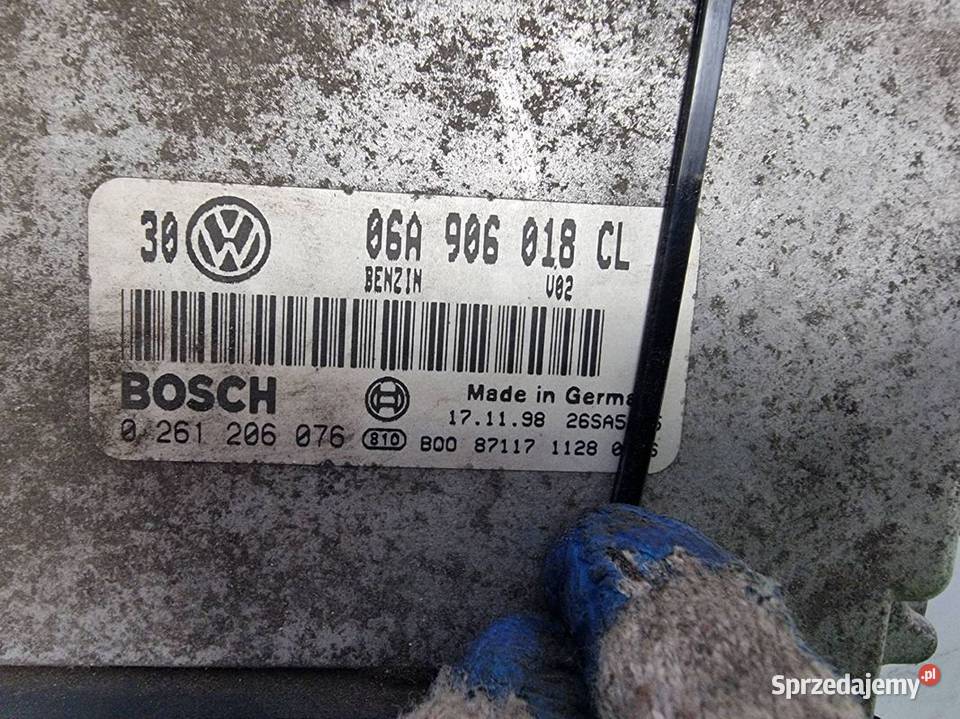 30 VW 06A 906 018 CL
BENZIN V02
BOSCH Made in Germa
17.11.98
0 261 206 076 810 B00 87117 1128
Sprzedajemy.pl